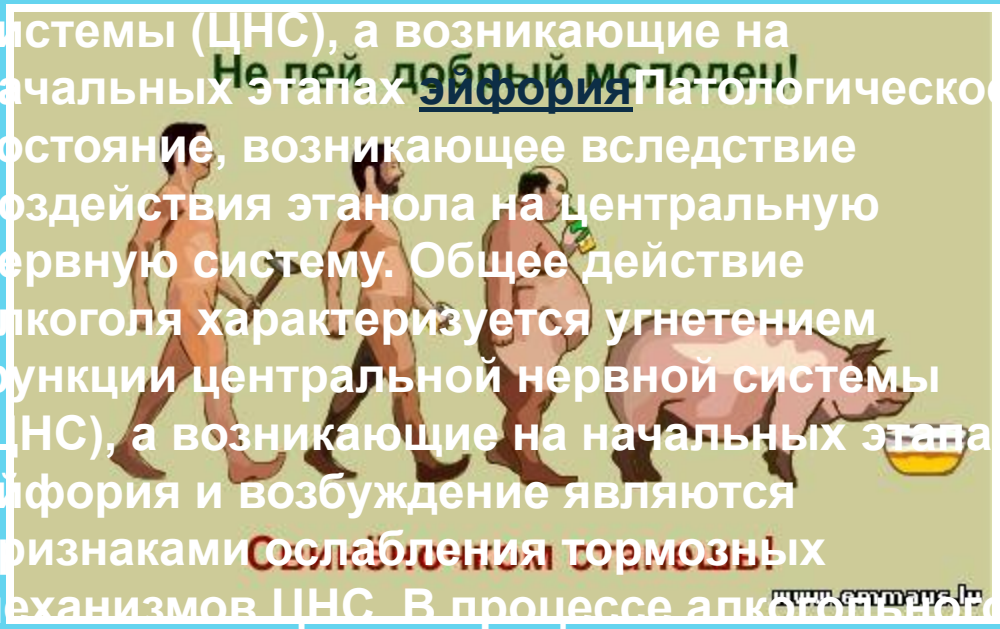 истемы (ЦНС), а возникающие на
Не пей, добрый молодец!
ачальных этапах эйфорияПатологическое
остояние, возникающее вследствие
оздействия этанола на центральную
ервную систему. Общее действие
лкоголя характеризуется угнетением
ункции центральной нервной системы
ЦНС), а возникающие на начальных этапа
йфория и возбуждение являются
ризнаками ослабления тормозных
станешь!
еханизмов ЦНС. В процессе алкогольного